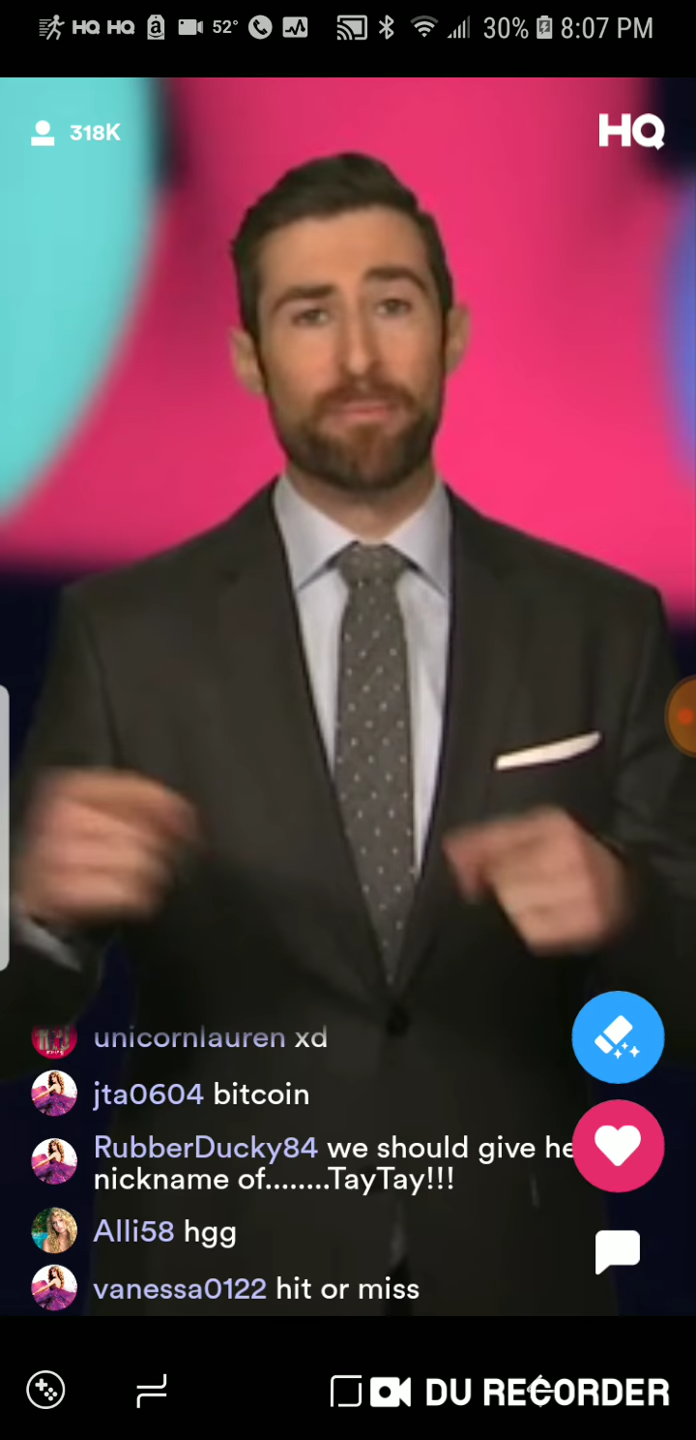 HQ HQ a 52° 30% 8:07 PM
318K
HQ
unicornlauren xd
jta0604 bitcoin
RubberDucky84 we should give he
nickname of........TayTay!!!
Alli58 hgg
vanessa0122 hit or miss
DU RECORDER